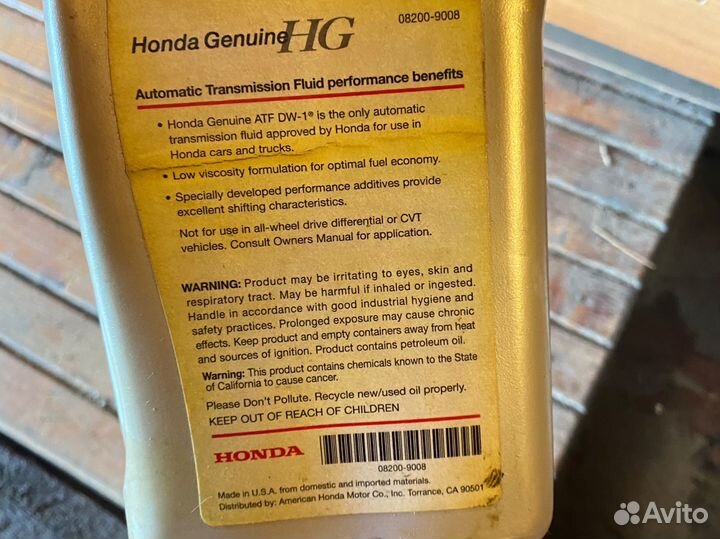 08200-9008
Honda Genuine HG
Automatic Transmission Fluid performance benefits
• Honda Genuine ATF DW-1® is the only automatic
transmission fluid approved by Honda for use in
Honda cars and trucks.
• Low viscosity formulation for optimal fuel economy.
• Specially developed performance additives provide
excellent shifting characteristics.
Not for use in all-wheel drive differential or CVT
vehicles. Consult Owners Manual for application.
WARNING: Product may be irritating to eyes, skin and
respiratory tract. May be harmful if inhaled or ingested.
Handle in accordance with good industrial hygiene and
safety practices. Prolonged exposure may cause chronic
effects. Keep product and empty containers away from heat
and sources of ignition. Product contains petroleum oil.
Warning: This product contains chemicals known to the State
of California to cause cancer.
Please Don't Pollute. Recycle new/used oil properly.
KEEP OUT OF REACH OF CHILDREN
HONDA
08200-9008
Made in U.S.A. from domestic and imported materials.
Distributed by: American Honda Motor Co., Inc. Torrance, CA 90501
Avito